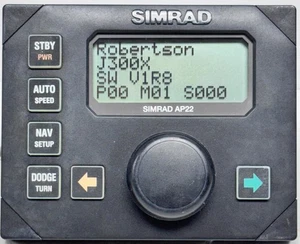 SIMRAD
STBY
PWR
Robertson
J300X
SW V1R8
P00 M01 S000
AUTO
SPEED
SIMRAD AP22
NAV
SETUP
DODGE
TURN